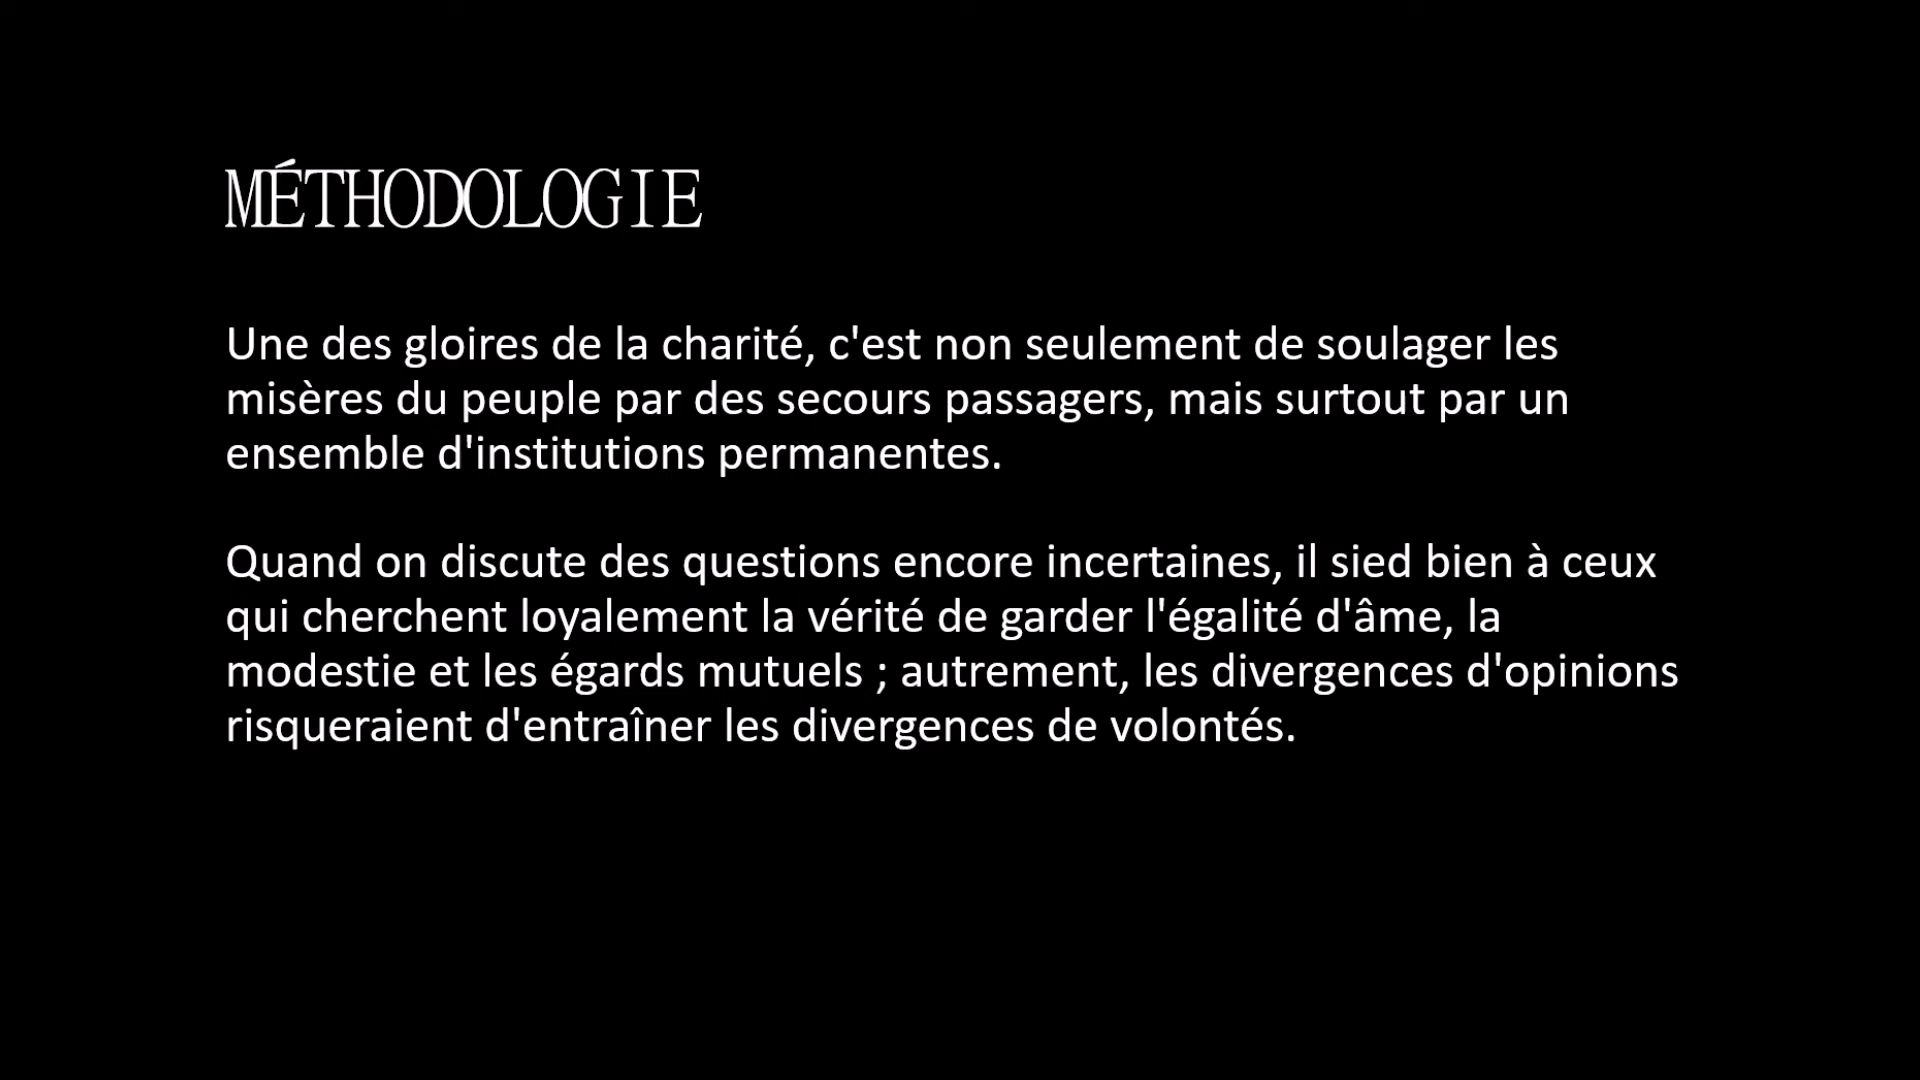 MÉTHODOLOGIE
Une des gloires de la charité, c'est non seulement de soulager les
misères du peuple par des secours passagers, mais surtout par un
ensemble d'institutions permanentes.
Quand on discute des questions encore incertaines, il sied bien à ceux
qui cherchent loyalement la vérité de garder l'égalité d'âme, la
modestie et les égards mutuels ; autrement, les divergences d'opinions
risqueraient d'entraîner les divergences de volontés.